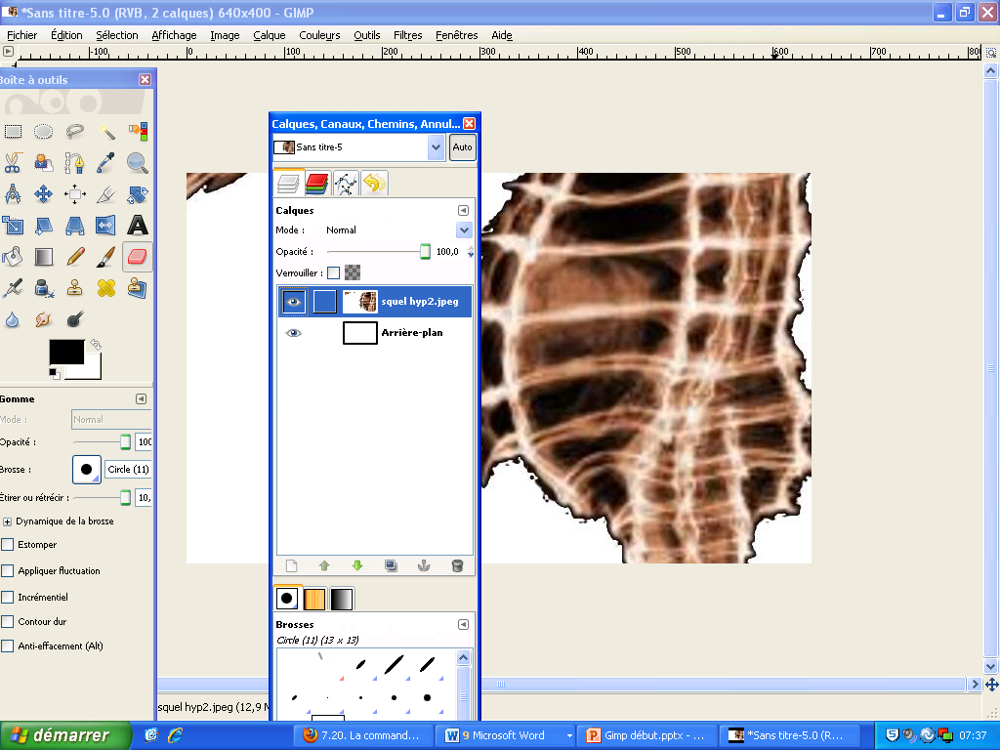 *Sans titre-5.0 (RVB, 2 calques) 640x400 – GIMP
Fichier Édition Sélection Affichage Image Calque Couleurs Outils Filtres Fenêtres Aide
-100 0 100 200 300 400 500 600 700 800
Boîte à outils
Calques, Canaux, Chemins, Annul...
Sans titre-5
Auto
Calques
Mode : Normal
Opacité : 100,0
Verrouiller :
squel hyp2.jpeg
Arrière-plan
Gomme
Mode : Normal
Opacité : 100
Brosse : Circle (11)
Étirer ou rétrécir : 10,
Dynamique de la brosse
Estomper
Appliquer fluctuation
Incrémentiel
Contour dur
Anti-effacement (Alt)
Brosses
Circle (11) (13 x 13)
squel hyp2.jpeg (12,9 M
démarrer
7.20. La command...
9 Microsoft Word
Gimp début.pptx - ...
*Sans titre-5.0 (R...
07:37